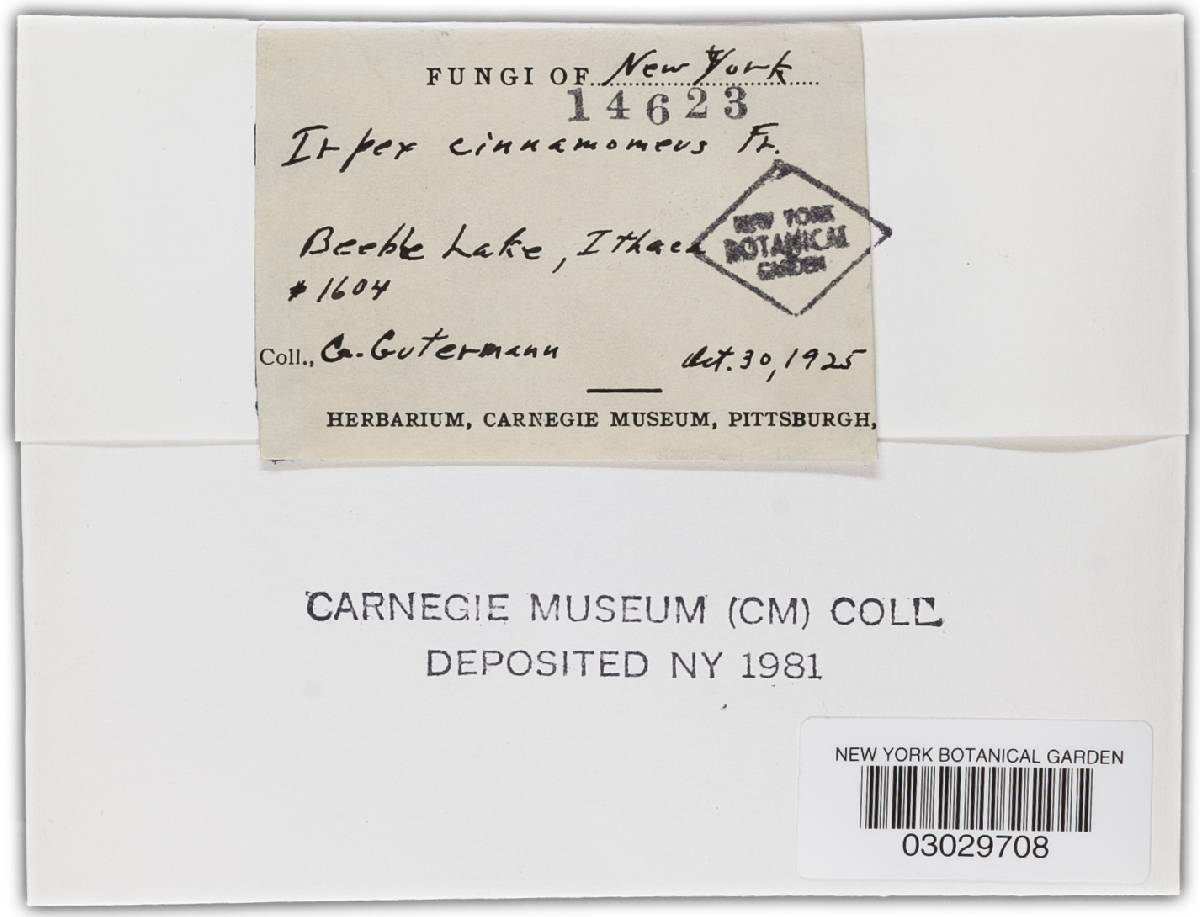 FUNGI OF New York
14623
Irpex cinnamomeus Fr.
NEW YORK
BOTANICAL
GARDEN
Beebe Lake, Ithaca
# 1604
Coll., G. Gutermann Oct. 30, 1925
HERBARIUM, CARNEGIE MUSEUM, PITTSBURGH,
CARNEGIE MUSEUM (CM) COLL.
DEPOSITED NY 1981
NEW YORK BOTANICAL GARDEN
03029708